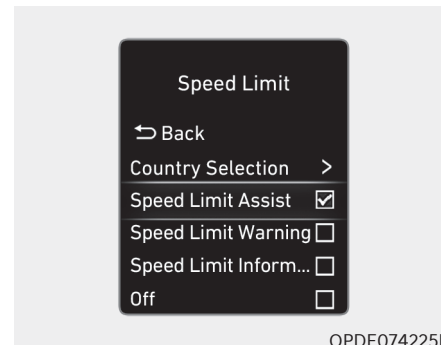 Speed Limit
Back
Country Selection >
Speed Limit Assist
Speed Limit Warning
Speed Limit Inform...
Off